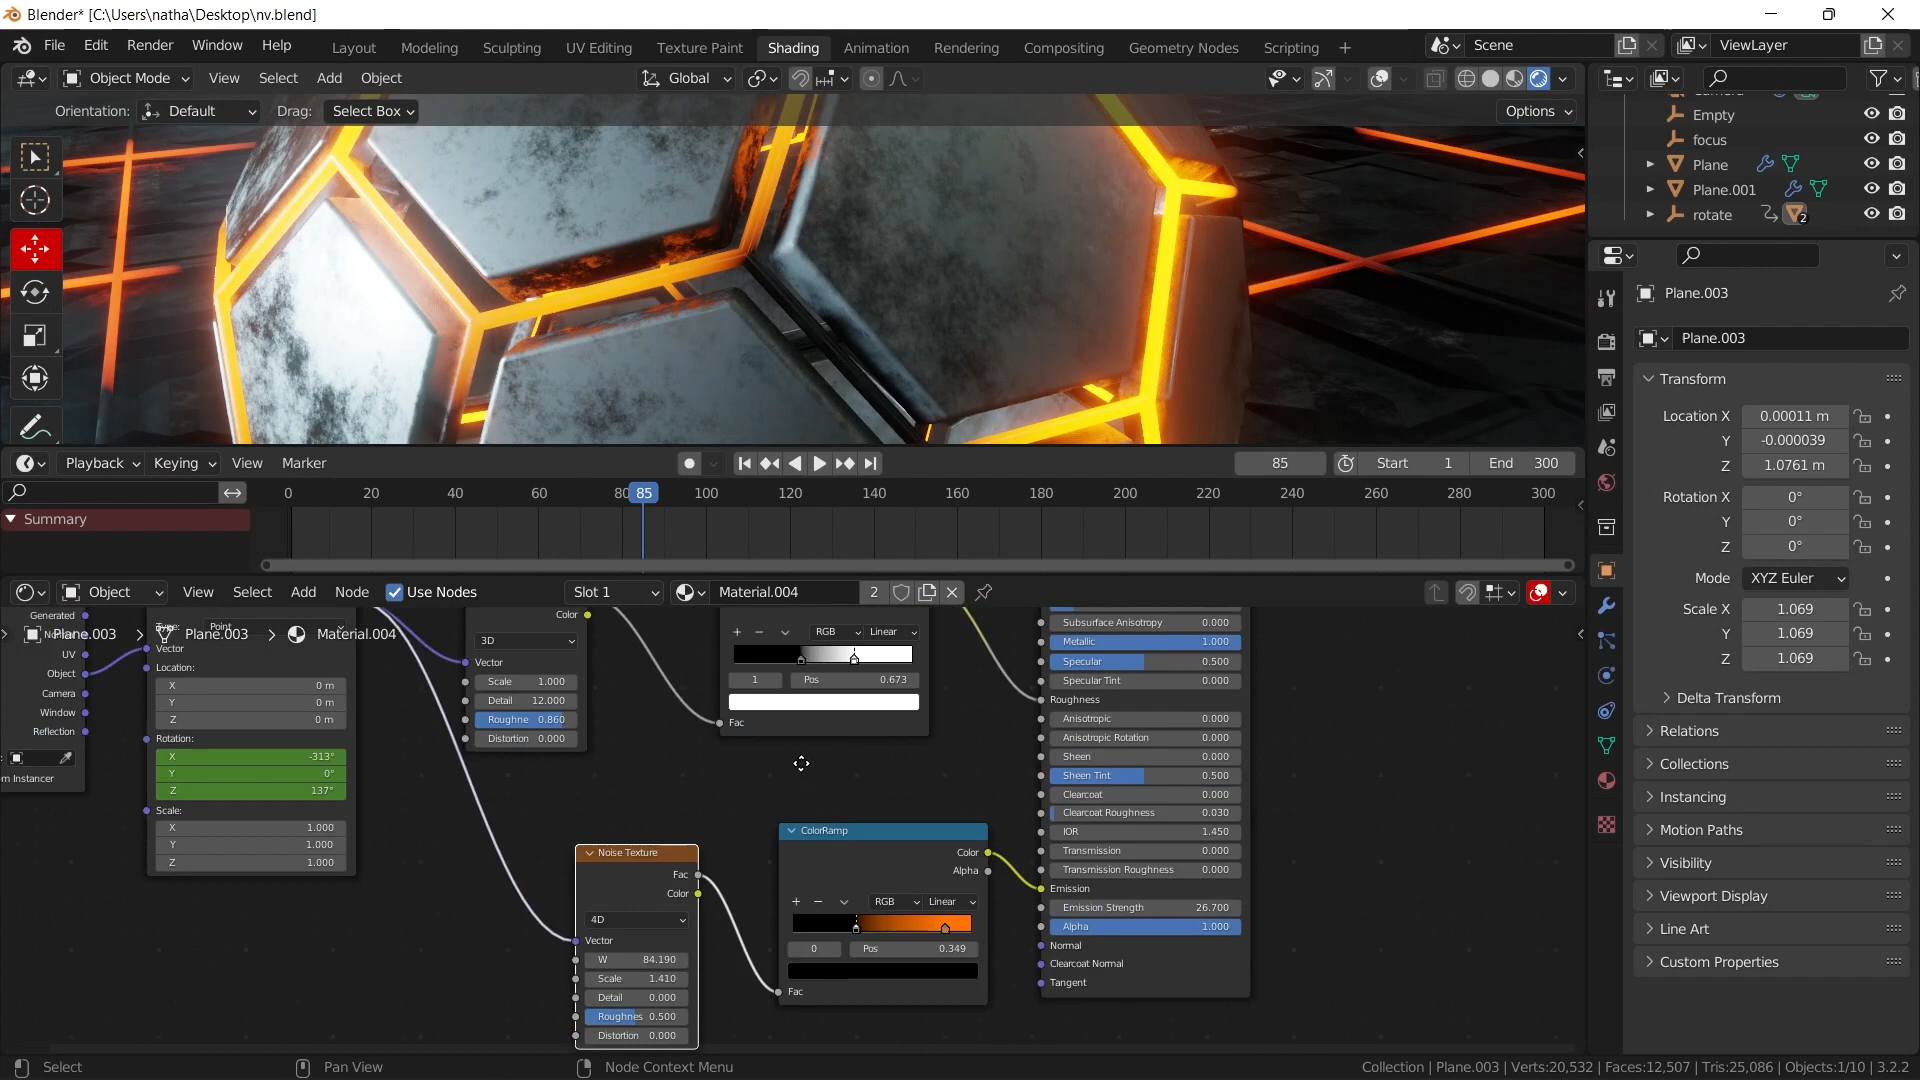 Blender* [C:\Users\natha\Desktop\nv.blend]
File Edit Render Window Help Layout Modeling Sculpting UV Editing Texture Paint Shading Animation Rendering Compositing Geometry Nodes Scripting + Scene ViewLayer
Object Mode View Select Add Object Global
Orientation: Default Drag: Select Box Options
Empty
focus
Plane
Plane.001
rotate 2
Plane.003
Plane.003
Transform
Location X 0.00011 m
Y -0.000039
Z 1.0761 m
Rotation X 0°
Y 0°
Z 0°
Mode XYZ Euler
Scale X 1.069
Y 1.069
Z 1.069
Delta Transform
Relations
Collections
Instancing
Motion Paths
Visibility
Viewport Display
Line Art
Custom Properties
Playback Keying View Marker 85 Start 1 End 300
0 20 40 60 80 85 100 120 140 160 180 200 220 240 260 280 300
Summary
Object View Select Add Node Use Nodes Slot 1 Material.004 2
Plane.003 Plane.003 Material.004
Generated
UV
Object
Camera
Window
Reflection
m Instancer
Type: Point
Vector
Location:
X 0 m
Y 0 m
Z 0 m
Rotation:
X -313°
Y 0°
Z 137°
Scale:
X 1.000
Y 1.000
Z 1.000
Color
3D
Vector
Scale 1.000
Detail 12.000
Roughne 0.860
Distortion 0.000
+ − RGB Linear
1 Pos 0.673
Fac
Noise Texture
Fac
Color
4D
Vector
W 84.190
Scale 1.410
Detail 0.000
Roughnes 0.500
Distortion 0.000
ColorRamp
Color
Alpha
+ − RGB Linear
0 Pos 0.349
Fac
Subsurface Anisotropy 0.000
Metallic 1.000
Specular 0.500
Specular Tint 0.000
Roughness
Anisotropic 0.000
Anisotropic Rotation 0.000
Sheen 0.000
Sheen Tint 0.500
Clearcoat 0.000
Clearcoat Roughness 0.030
IOR 1.450
Transmission 0.000
Transmission Roughness 0.000
Emission
Emission Strength 26.700
Alpha 1.000
Normal
Clearcoat Normal
Tangent
Select Pan View Node Context Menu Collection | Plane.003 | Verts:20,532 | Faces:12,507 | Tris:25,086 | Objects:1/10 | 3.2.2